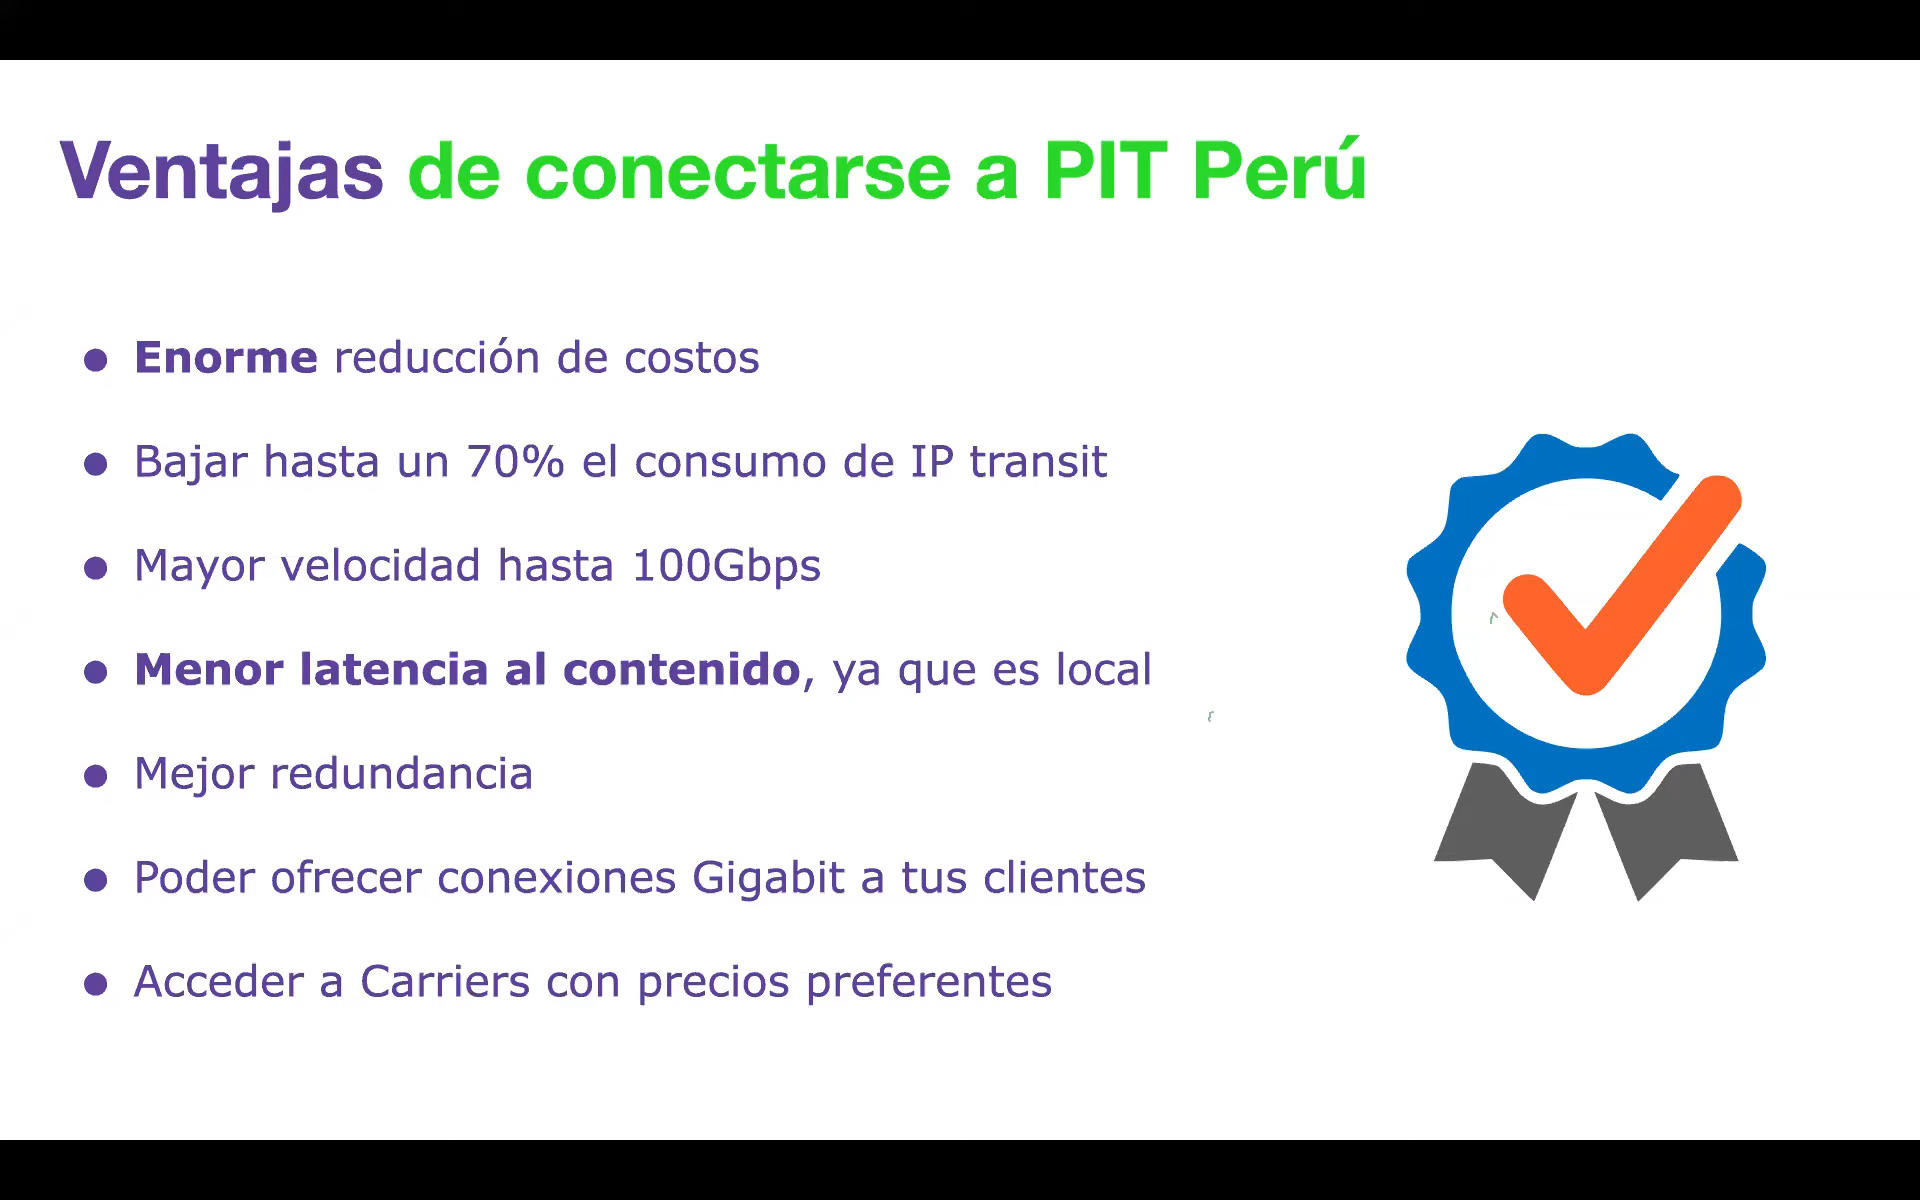 Ventajas de conectarse a PIT Perú
● Enorme reducción de costos
● Bajar hasta un 70% el consumo de IP transit
● Mayor velocidad hasta 100Gbps
● Menor latencia al contenido, ya que es local
● Mejor redundancia
● Poder ofrecer conexiones Gigabit a tus clientes
● Acceder a Carriers con precios preferentes